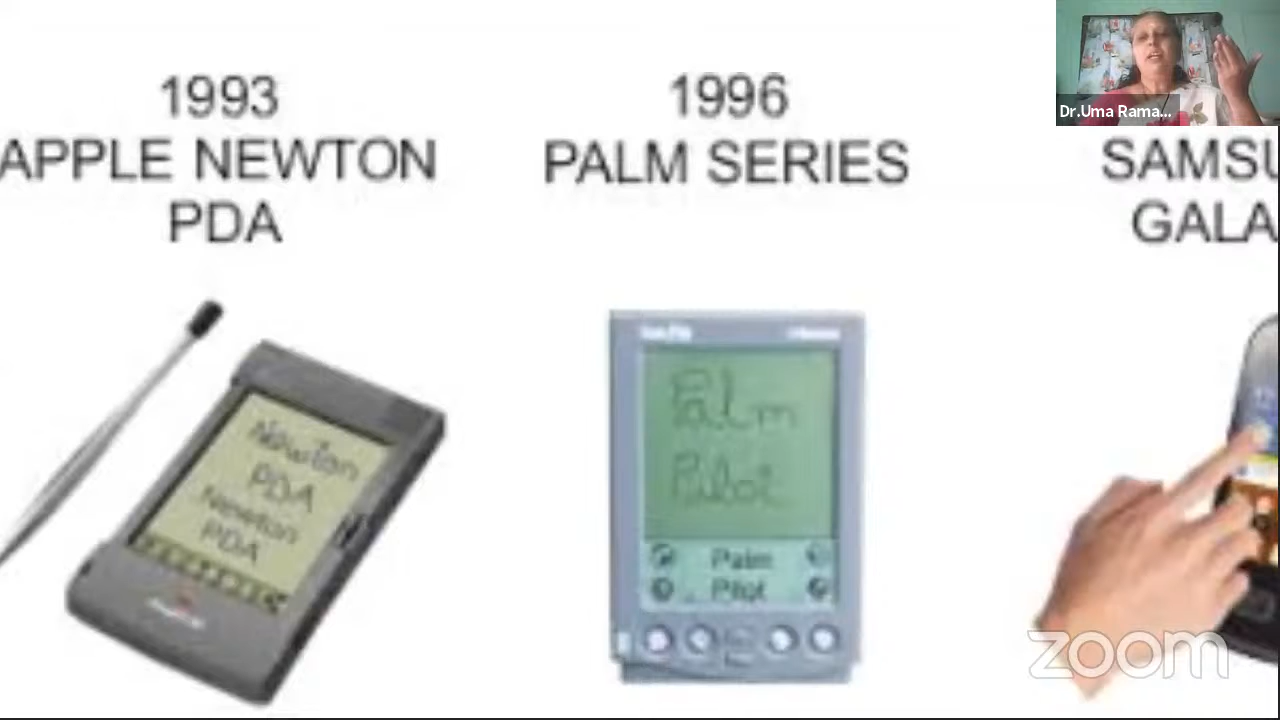 1993
APPLE NEWTON
PDA
Newton
PDA
Newton
PDA
1996
PALM SERIES
Palm
Pilot
Palm
Pilot
SAMSU
GALA
Dr.Uma Rama...
zoom